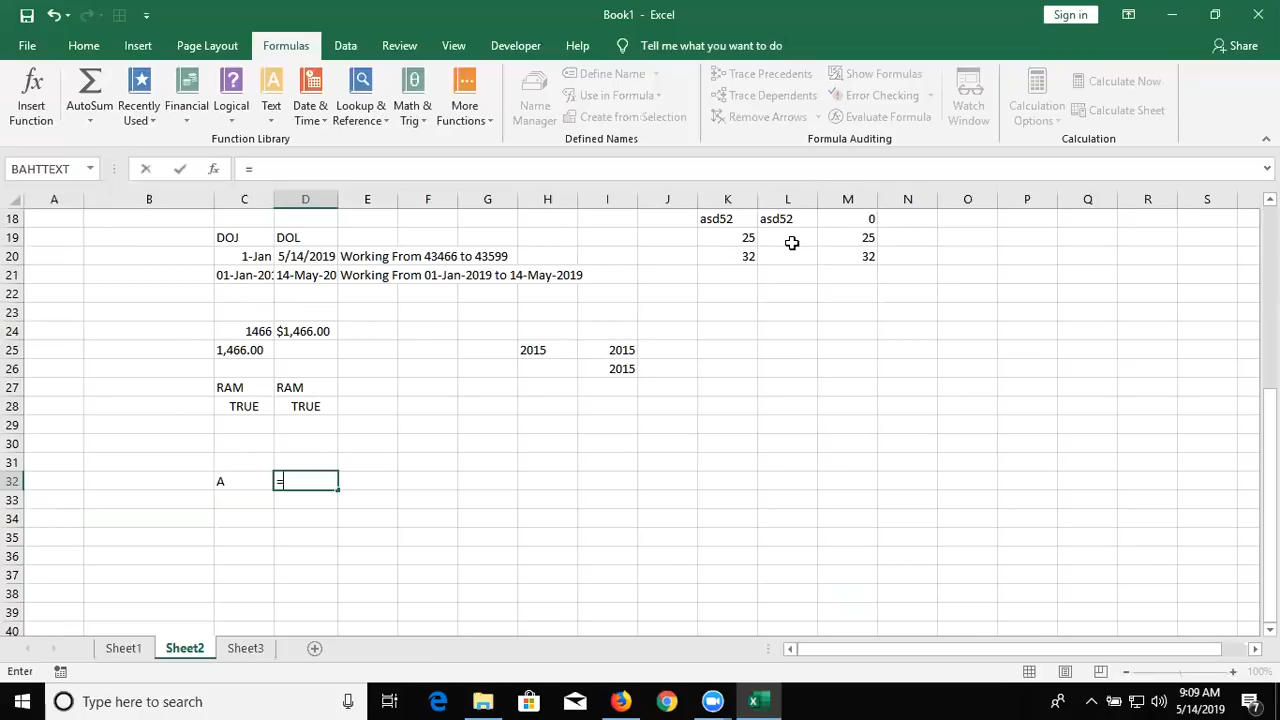 Book1 - Excel
Sign in
File Home Insert Page Layout Formulas Data Review View Developer Help Tell me what you want to do Share
Insert Function
AutoSum
Recently Used
Financial
Logical
Text
Date & Time
Lookup & Reference
Math & Trig
More Functions
Function Library
Name Manager
Define Name
Use in Formula
Create from Selection
Defined Names
Trace Precedents
Trace Dependents
Remove Arrows
Show Formulas
Error Checking
Evaluate Formula
Watch Window
Formula Auditing
Calculation Options
Calculate Now
Calculate Sheet
Calculation
BAHTTEXT fx =
A B C D E F G H I J K L M N O P Q R S
18 asd52 asd52 0
19 DOJ DOL 25 25
20 1-Jan 5/14/2019 Working From 43466 to 43599 32 32
21 01-Jan-201 14-May-20 Working From 01-Jan-2019 to 14-May-2019
22
23
24 1466 $1,466.00
25 1,466.00 2015 2015
26 2015
27 RAM RAM
28 TRUE TRUE
29
30
31
32 A =
33
34
35
36
37
38
39
40
Sheet1 Sheet2 Sheet3
Enter 100%
Type here to search
9:09 AM
5/14/2019
7